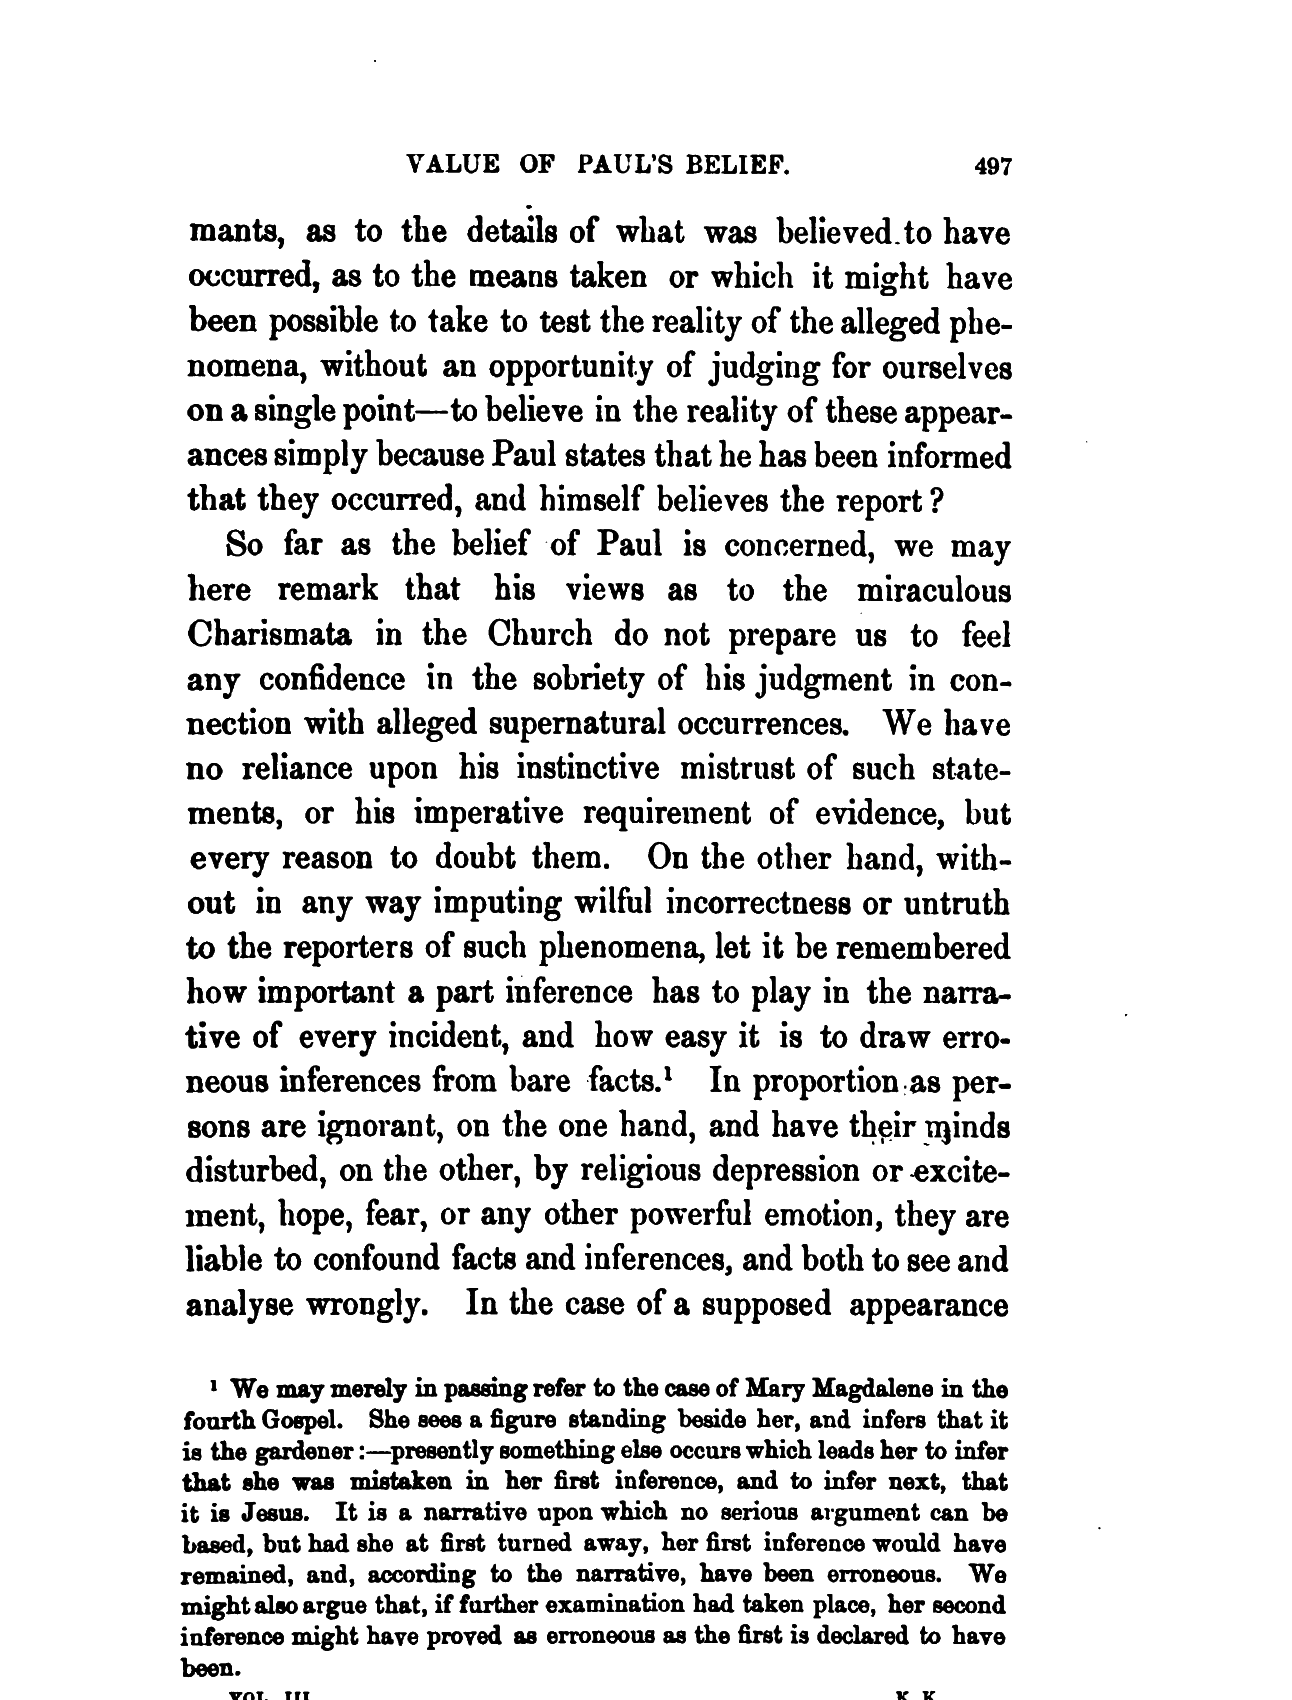 VALUE OF PAUL'S BELIEF. 497
mants, as to the details of what was believed to have
occurred, as to the means taken or which it might have
been possible to take to test the reality of the alleged phe-
nomena, without an opportunity of judging for ourselves
on a single point—to believe in the reality of these appear-
ances simply because Paul states that he has been informed
that they occurred, and himself believes the report?
So far as the belief of Paul is concerned, we may
here remark that his views as to the miraculous
Charismata in the Church do not prepare us to feel
any confidence in the sobriety of his judgment in con-
nection with alleged supernatural occurrences. We have
no reliance upon his instinctive mistrust of such state-
ments, or his imperative requirement of evidence, but
every reason to doubt them. On the other hand, with-
out in any way imputing wilful incorrectness or untruth
to the reporters of such phenomena, let it be remembered
how important a part inference has to play in the narra-
tive of every incident, and how easy it is to draw erro-
neous inferences from bare facts.¹ In proportion as per-
sons are ignorant, on the one hand, and have their minds
disturbed, on the other, by religious depression or excite-
ment, hope, fear, or any other powerful emotion, they are
liable to confound facts and inferences, and both to see and
analyse wrongly. In the case of a supposed appearance
¹ We may merely in passing refer to the case of Mary Magdalene in the
fourth Gospel. She sees a figure standing beside her, and infers that it
is the gardener:—presently something else occurs which leads her to infer
that she was mistaken in her first inference, and to infer next, that
it is Jesus. It is a narrative upon which no serious argument can be
based, but had she at first turned away, her first inference would have
remained, and, according to the narrative, have been erroneous. We
might also argue that, if further examination had taken place, her second
inference might have proved as erroneous as the first is declared to have
been.
VOL. III. K K